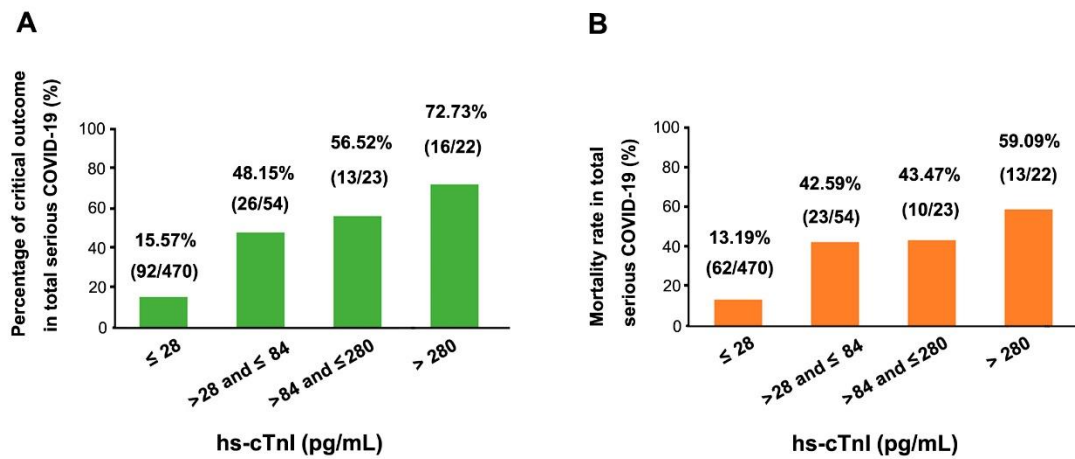 A
Percentage of critical outcome
in total serious COVID-19 (%)
100
80
60
40
20
0
15.57%
(92/470)
48.15%
(26/54)
56.52%
(13/23)
72.73%
(16/22)
≤ 28
>28 and ≤ 84
>84 and ≤280
> 280
hs-cTnI (pg/mL)
B
Mortality rate in total
serious COVID-19 (%)
100
80
60
40
20
0
13.19%
(62/470)
42.59%
(23/54)
43.47%
(10/23)
59.09%
(13/22)
≤ 28
>28 and ≤ 84
>84 and ≤280
> 280
hs-cTnI (pg/mL)